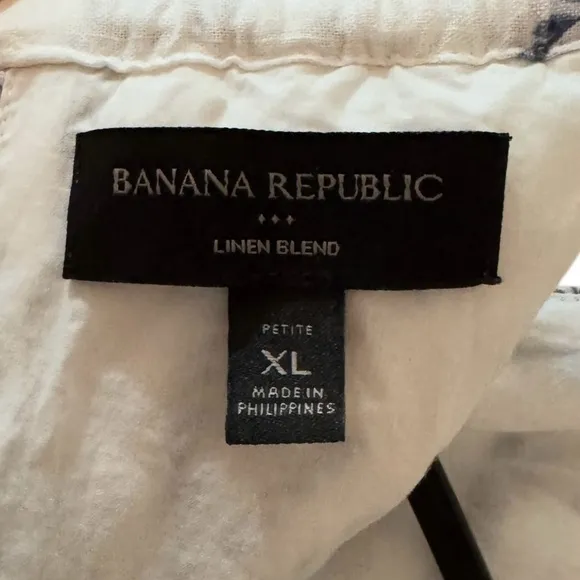 BANANA REPUBLIC
LINEN BLEND
PETITE
XL
MADE IN
PHILIPPINES